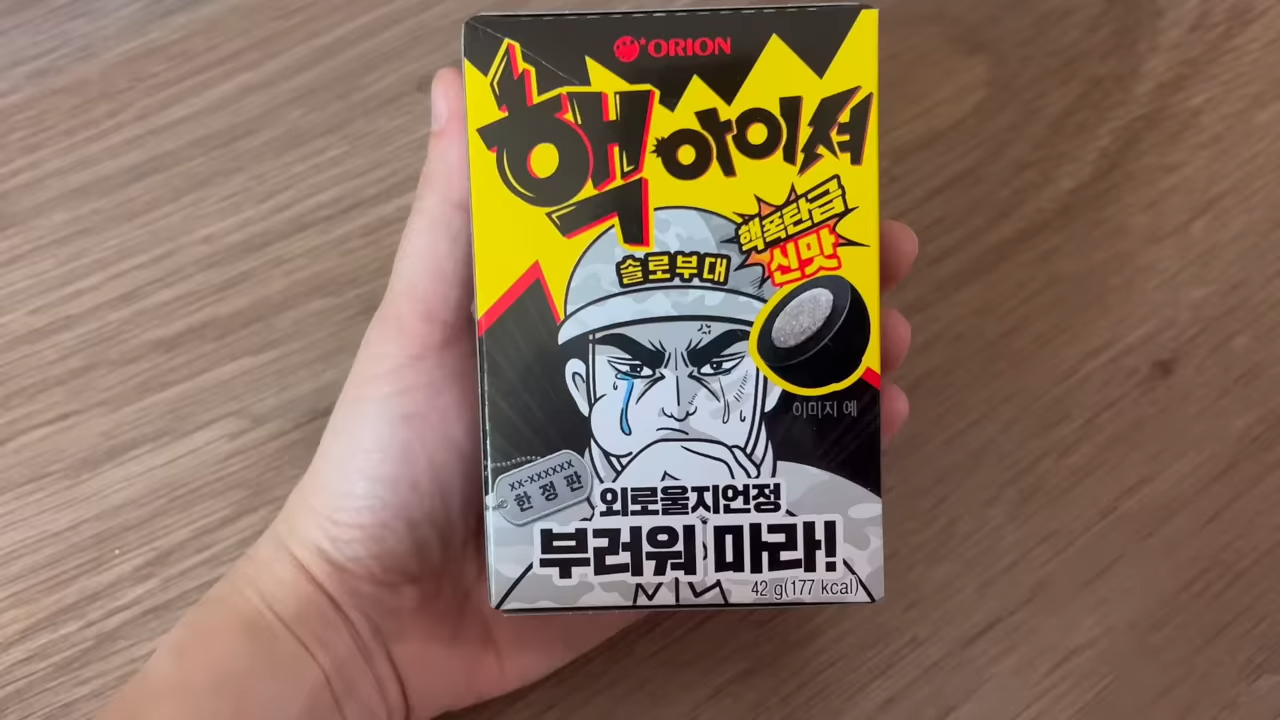 ORION
핵 아이셔
핵폭탄급
신맛
솔로부대
이미지 예
XX-XXXXXX
한정판
외로울지언정
부러워 마라!
42 g(177 kcal)